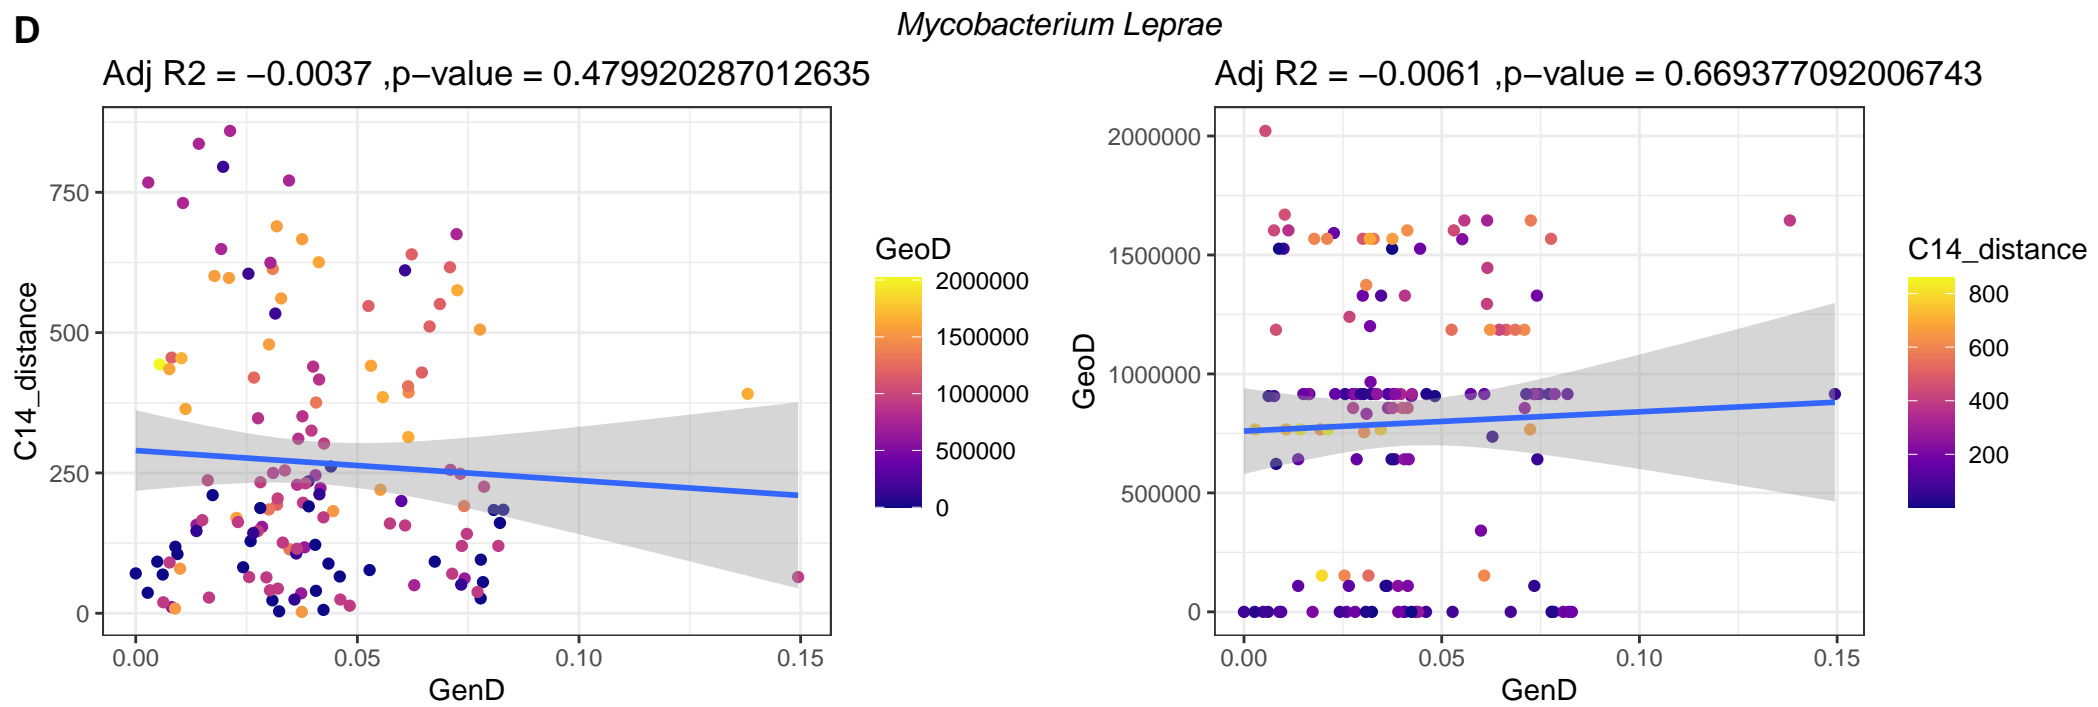 D
Mycobacterium Leprae
Adj R2 = −0.0037 ,p−value = 0.479920287012635
C14_distance
750
500
250
0
0.00 0.05 0.10 0.15
GenD
GeoD
2000000
1500000
1000000
500000
0
Adj R2 = −0.0061 ,p−value = 0.669377092006743
GeoD
2000000
1500000
1000000
500000
0
0.00 0.05 0.10 0.15
GenD
C14_distance
800
600
400
200